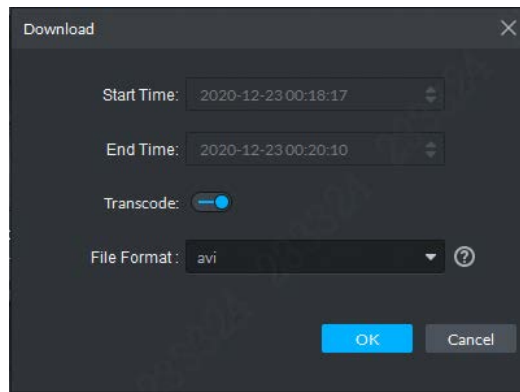 Download
Start Time: 2020-12-23 00:18:17
End Time: 2020-12-23 00:20:10
Transcode:
File Format: avi
OK Cancel